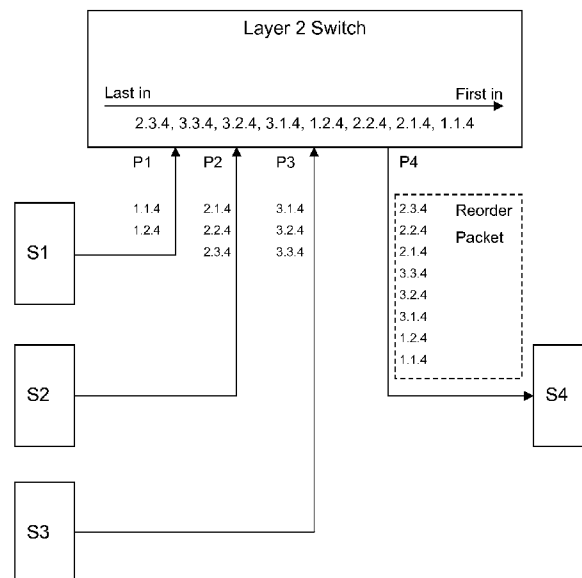 Layer 2 Switch
Last in
First in
2.3.4, 3.3.4, 3.2.4, 3.1.4, 1.2.4, 2.2.4, 2.1.4, 1.1.4
P1
P2
P3
P4
1.1.4
1.2.4
2.1.4
2.2.4
2.3.4
3.1.4
3.2.4
3.3.4
2.3.4
2.2.4
2.1.4
3.3.4
3.2.4
3.1.4
1.2.4
1.1.4
Reorder
Packet
S1
S2
S4
S3